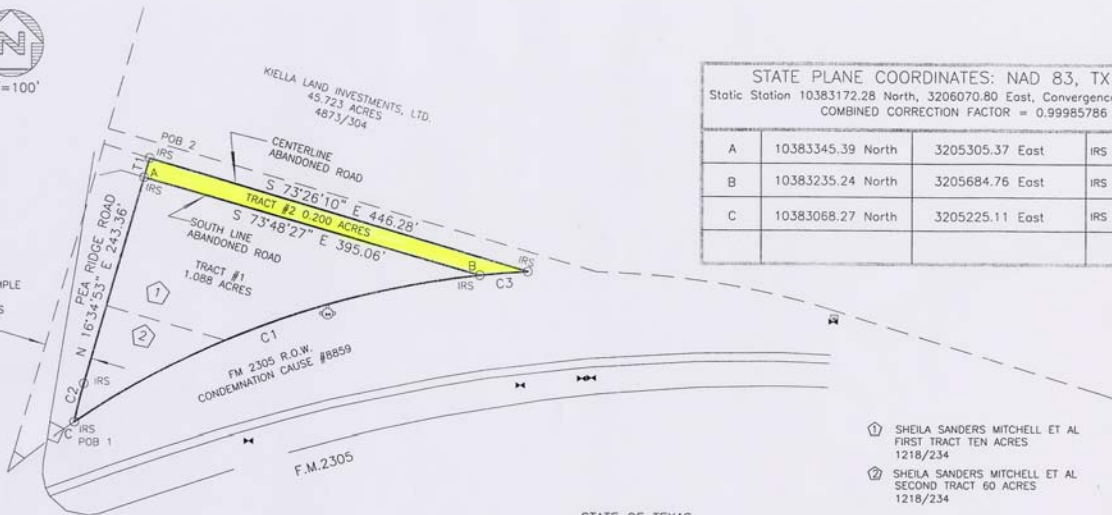 N
=100'
KIELLA LAND INVESTMENTS, LTD.
45.723 ACRES
4873/304
STATE PLANE COORDINATES: NAD 83, TX
Static Station 10383172.28 North, 3206070.80 East, Convergenc
COMBINED CORRECTION FACTOR = 0.99985786
A 10383345.39 North 3205305.37 East IRS
B 10383235.24 North 3205684.76 East IRS
C 10383068.27 North 3205225.11 East IRS
POB 2
IRS
CENTERLINE
ABANDONED ROAD
T1
A
IRS
S 73°26'10" E 446.28'
TRACT #2 0.200 ACRES
S 73°48'27" E 395.06'
SOUTH LINE
ABANDONED ROAD
TRACT #1
1.088 ACRES
B
IRS
IRS
C3
PEA RIDGE ROAD
N 16°34'53" E 243.36'
MPLE
S
1
2
C1
FM 2305 R.O.W.
CONDEMNATION CAUSE #8859
C2
IRS
C
IRS
POB 1
F.M.2305
1 SHEILA SANDERS MITCHELL ET AL
FIRST TRACT TEN ACRES
1218/234
2 SHEILA SANDERS MITCHELL ET AL
SECOND TRACT 60 ACRES
1218/234
STATE OF TEXAS